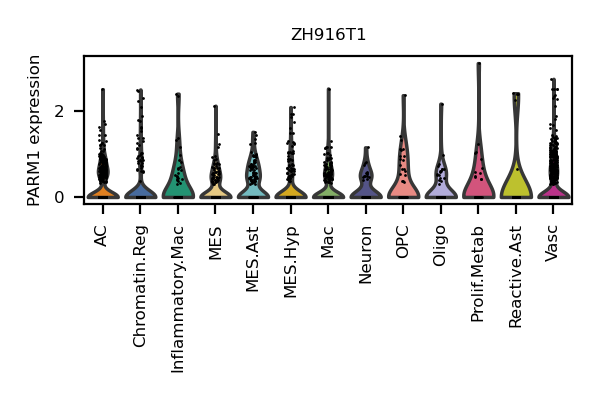 ZH916T1
PARM1 expression
2
0
AC
Chromatin.Reg
Inflammatory.Mac
MES
MES.Ast
MES.Hyp
Mac
Neuron
OPC
Oligo
Prolif.Metab
Reactive.Ast
Vasc